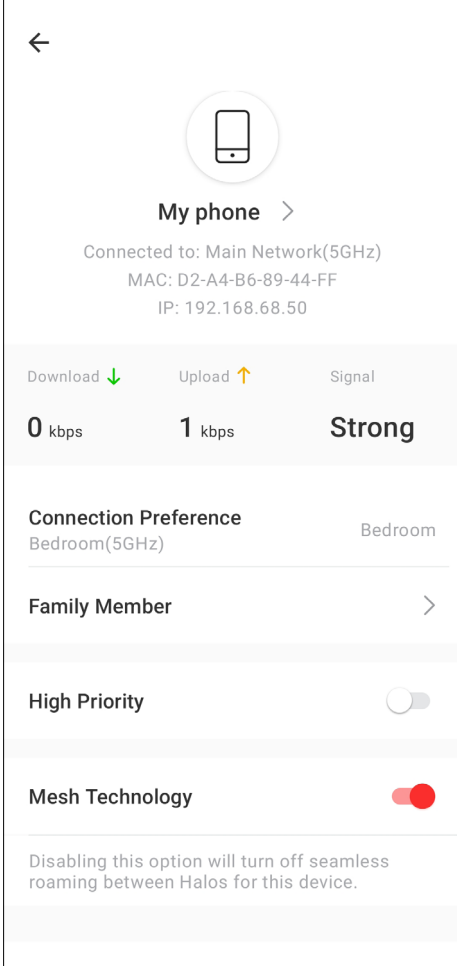 My phone
Connected to: Main Network(5GHz)
MAC: D2-A4-B6-89-44-FF
IP: 192.168.68.50
Download Upload Signal
0 kbps 1 kbps Strong
Connection Preference
Bedroom(5GHz)
Bedroom
Family Member
High Priority
Mesh Technology
Disabling this option will turn off seamless
roaming between Halos for this device.